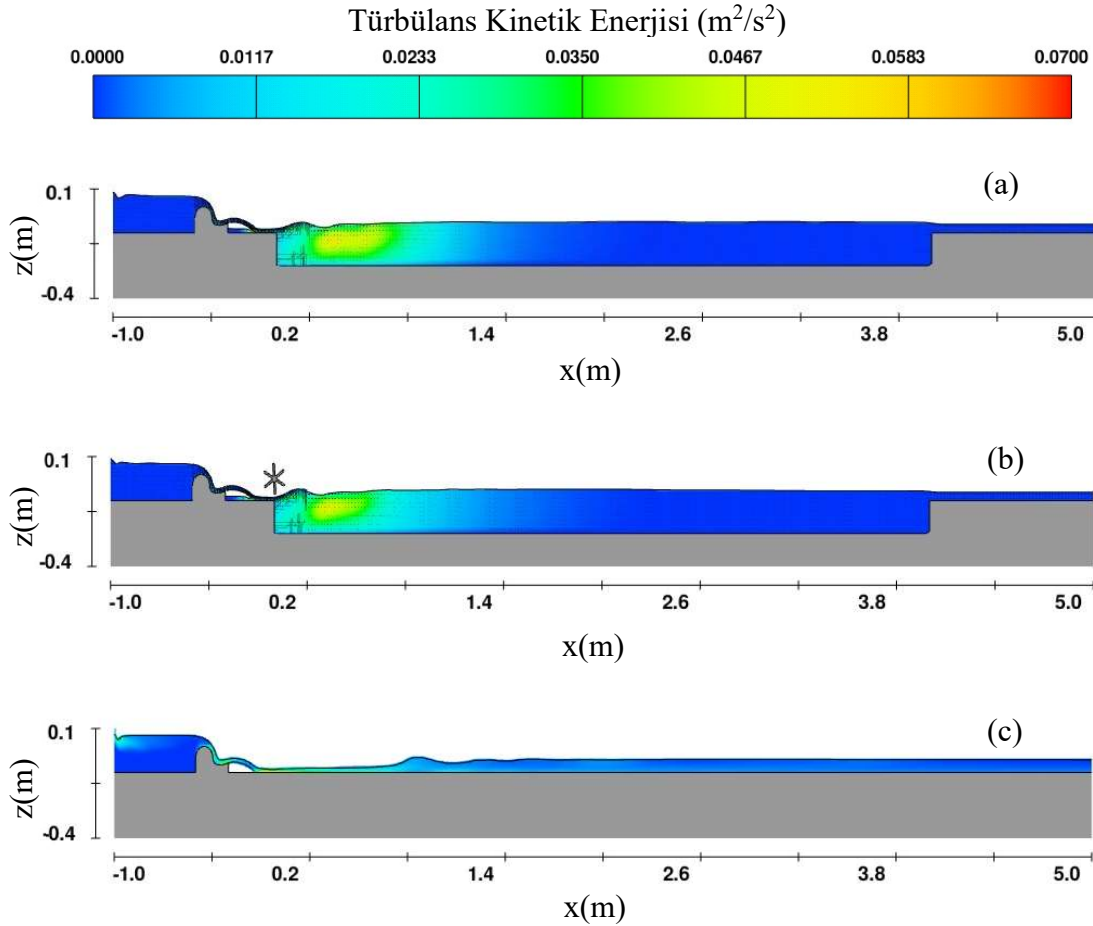 Türbülans Kinetik Enerjisi (m²/s²)
0.0000 0.0117 0.0233 0.0350 0.0467 0.0583 0.0700
(a)
0.1
z(m)
-0.4
-1.0 0.2 1.4 2.6 3.8 5.0
x(m)
(b)
0.1
z(m)
-0.4
-1.0 0.2 1.4 2.6 3.8 5.0
x(m)
(c)
0.1
z(m)
-0.4
-1.0 0.2 1.4 2.6 3.8 5.0
x(m)